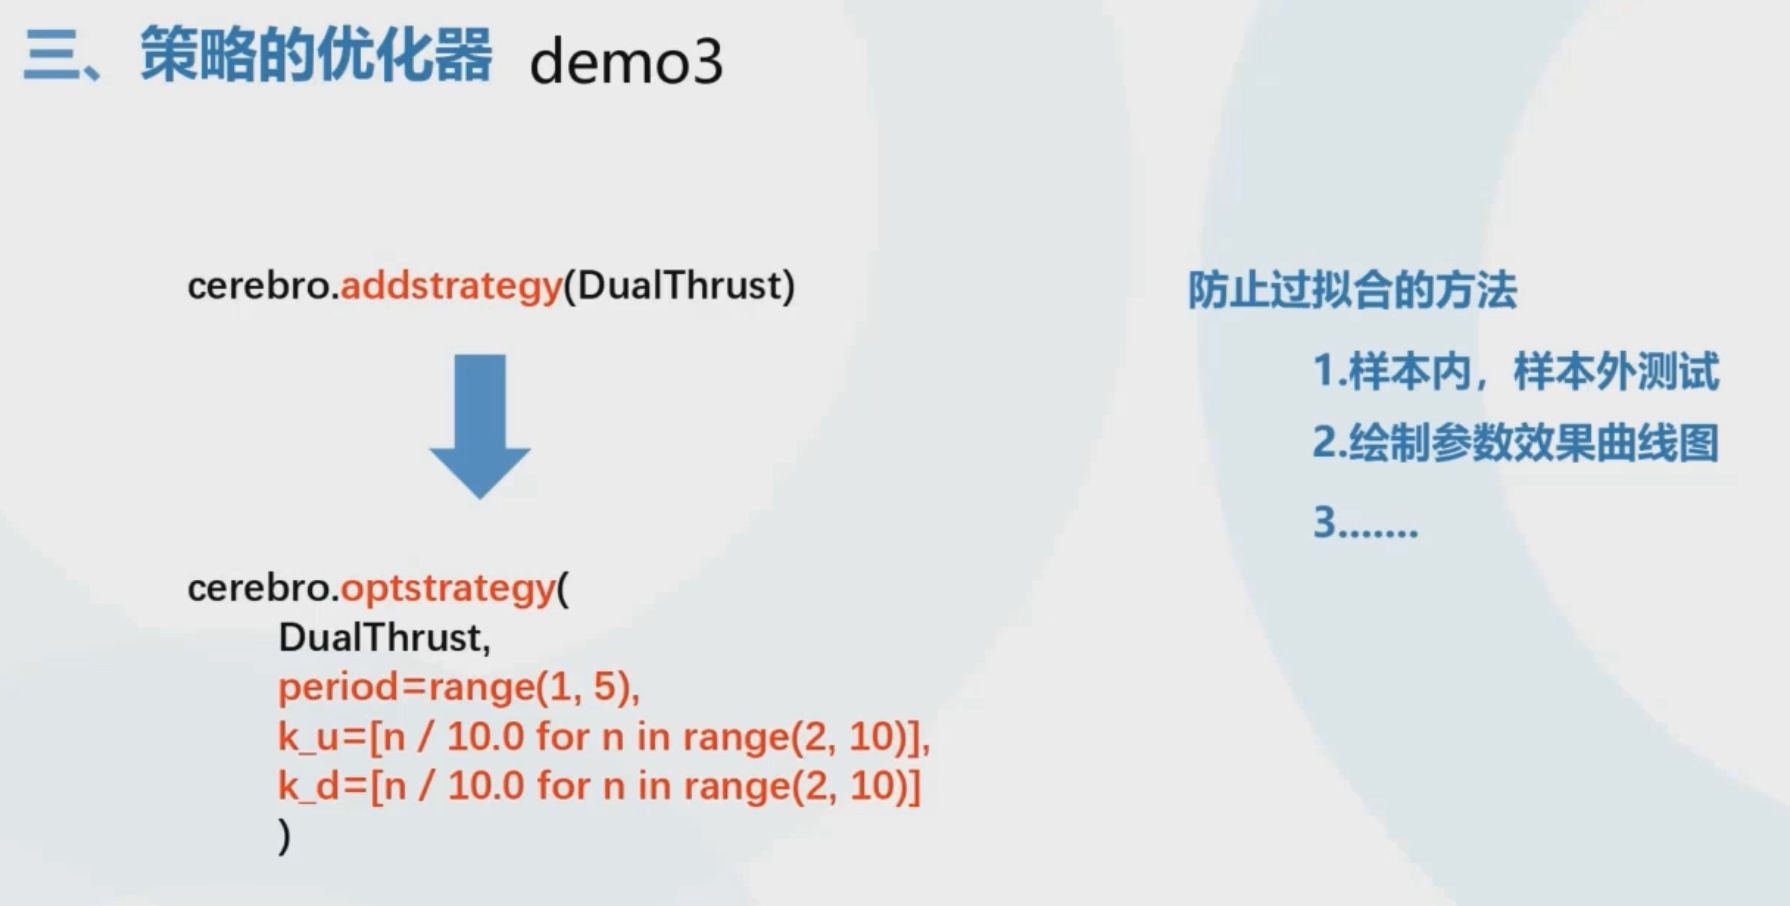 三、策略的优化器 demo3
cerebro.addstrategy(DualThrust)
cerebro.optstrategy(
DualThrust,
period=range(1, 5),
k_u=[n / 10.0 for n in range(2, 10)],
k_d=[n / 10.0 for n in range(2, 10)]
)
防止过拟合的方法
1.样本内，样本外测试
2.绘制参数效果曲线图
3.......